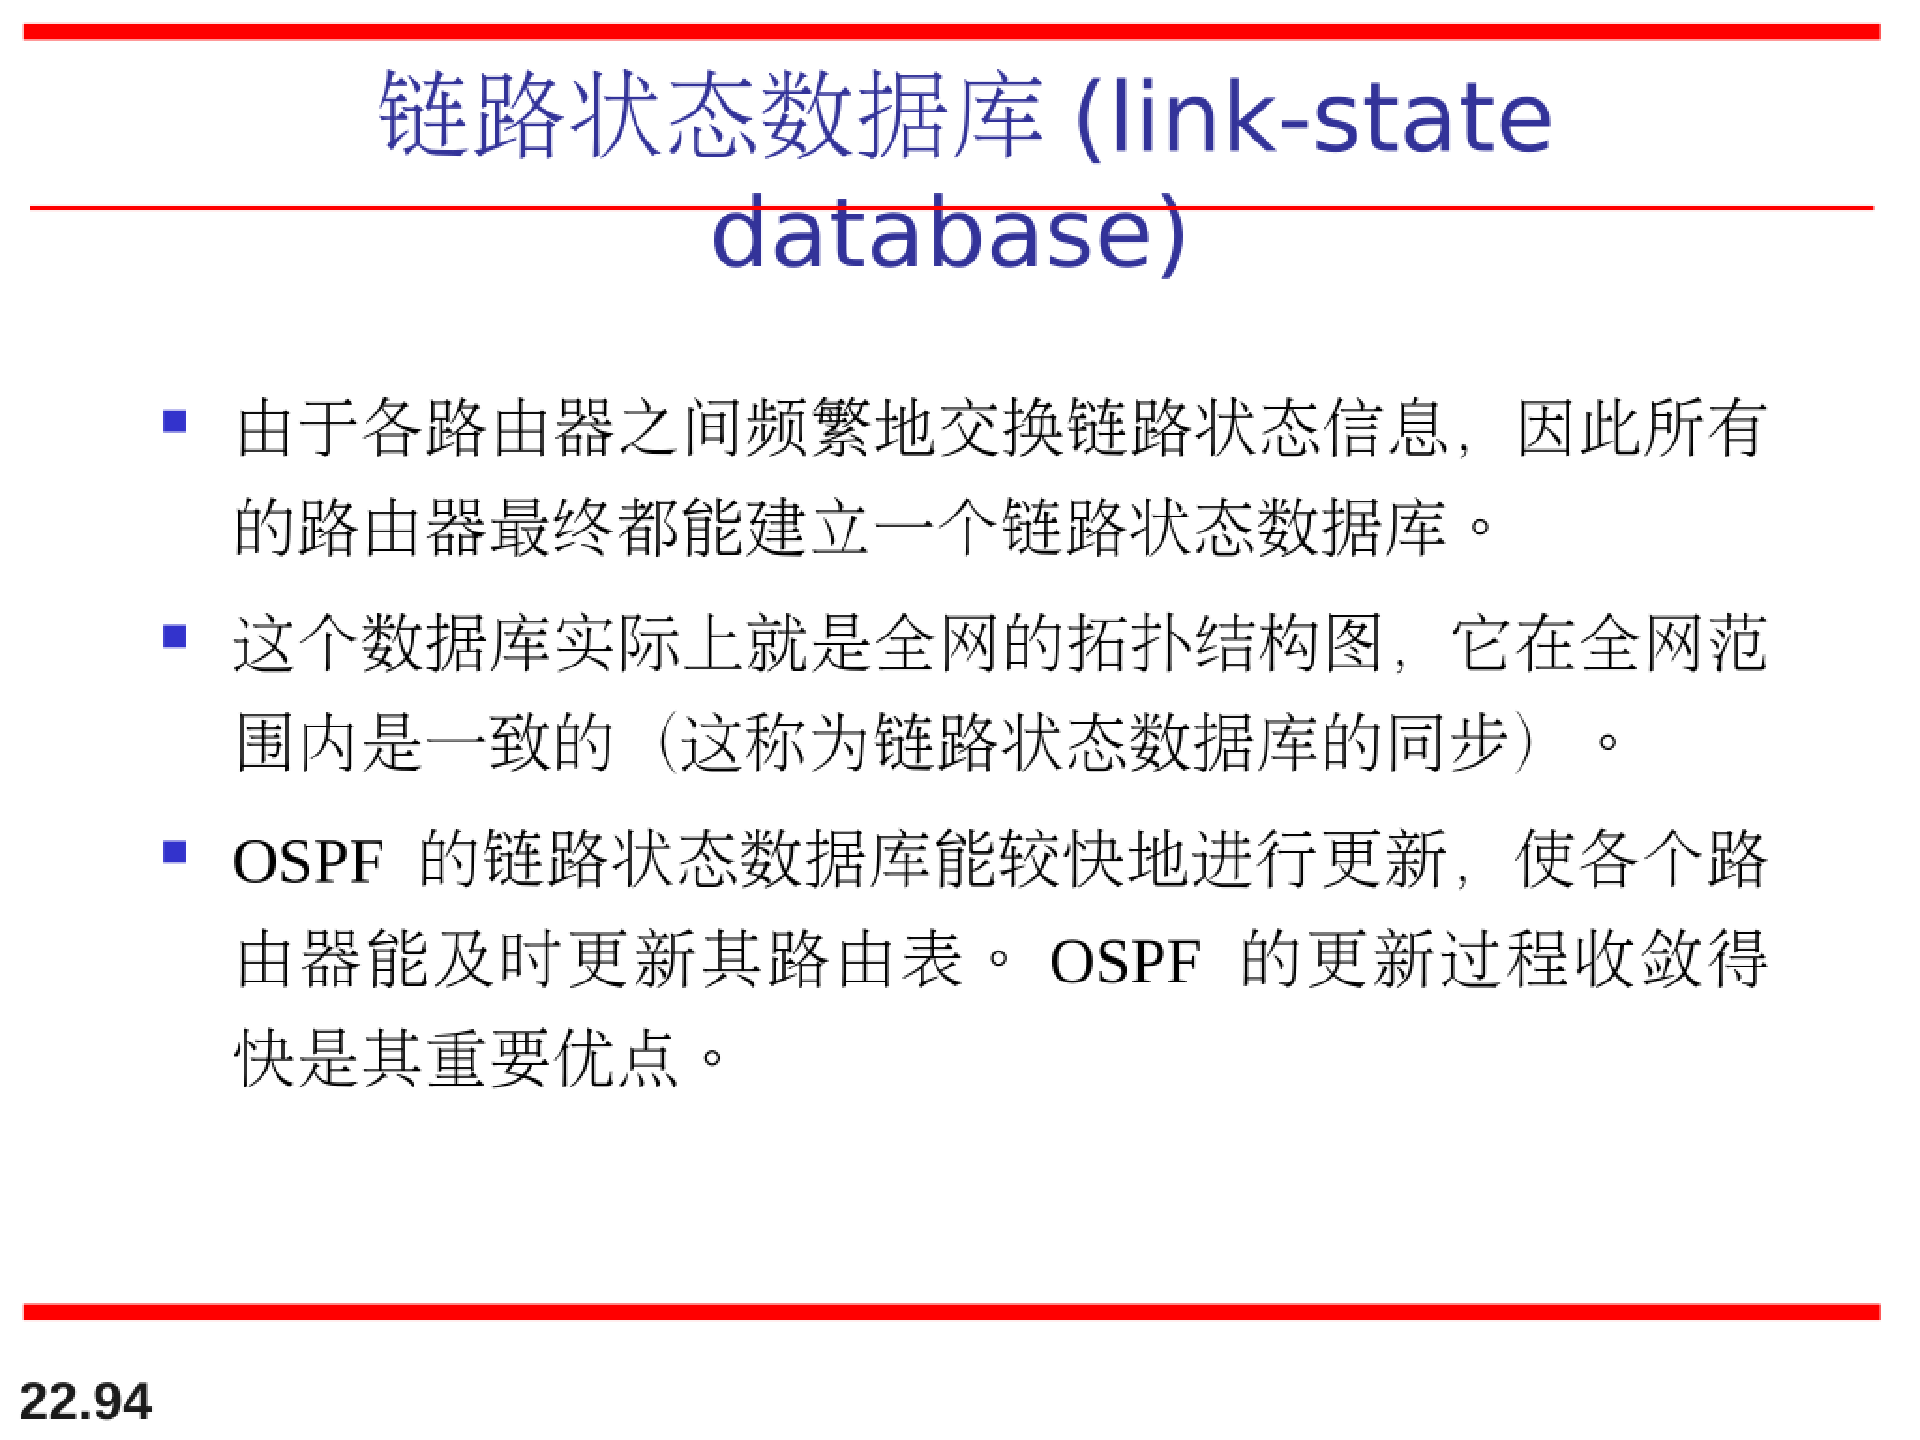 链路状态数据库 (link-state
database)
由于各路由器之间频繁地交换链路状态信息，因此所有
的路由器最终都能建立一个链路状态数据库。
这个数据库实际上就是全网的拓扑结构图，它在全网范
围内是一致的（这称为链路状态数据库的同步）。
OSPF 的链路状态数据库能较快地进行更新，使各个路
由器能及时更新其路由表。OSPF 的更新过程收敛得
快是其重要优点。
22.94